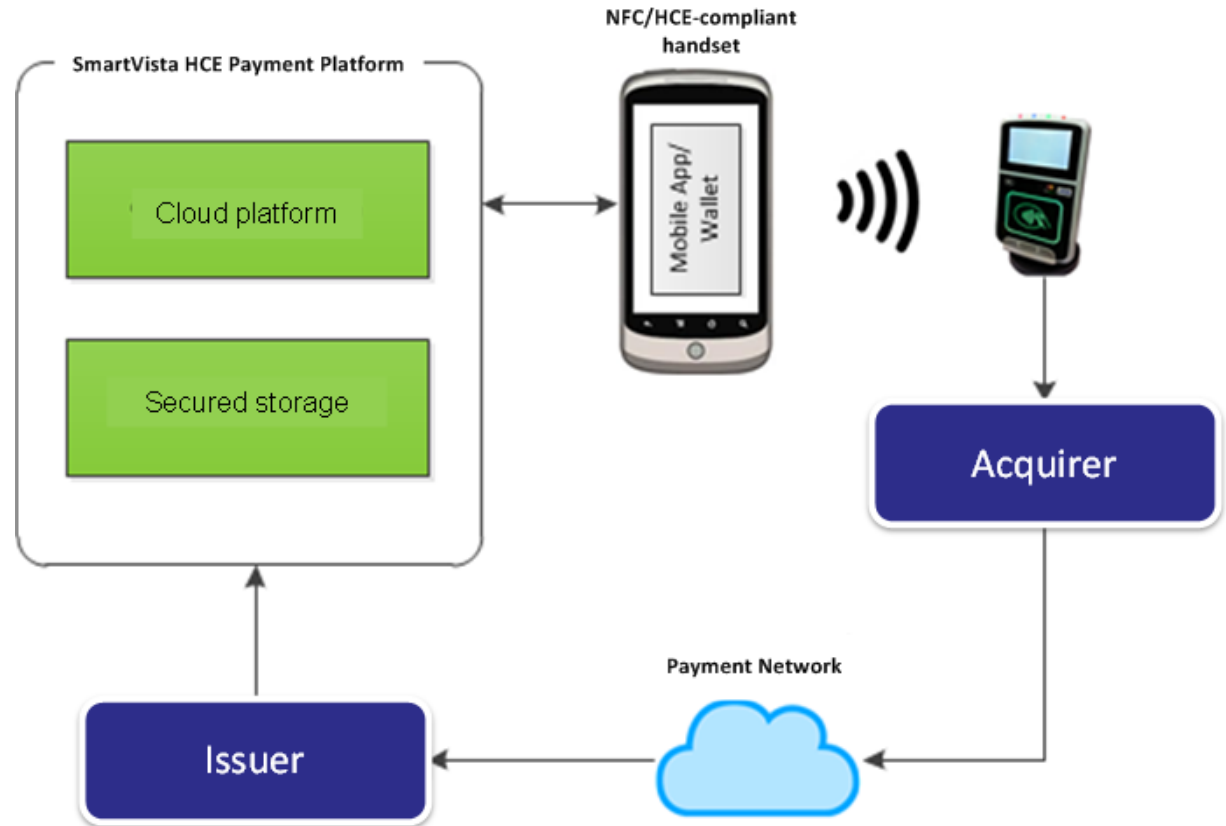 NFC/HCE-compliant
handset
SmartVista HCE Payment Platform
Cloud platform
Mobile App/
Wallet
Secured storage
Acquirer
Payment Network
Issuer